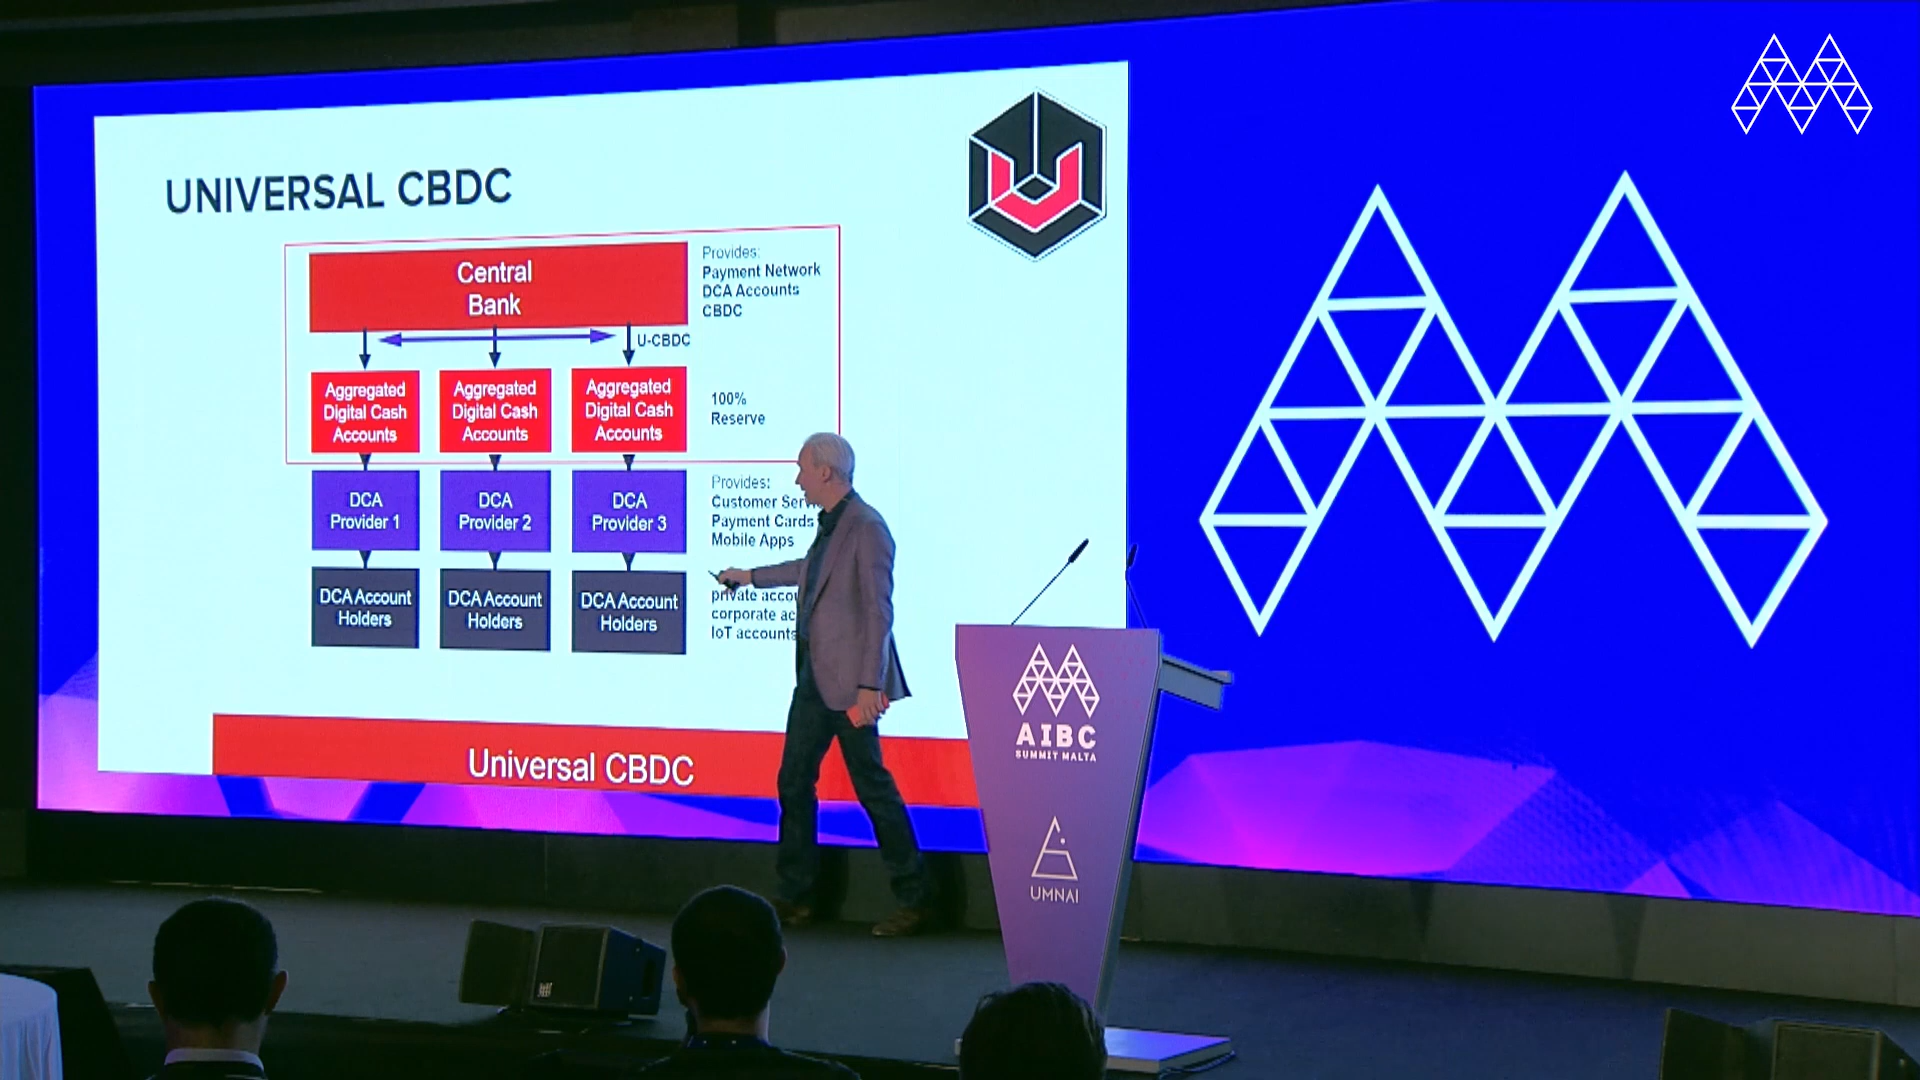 UNIVERSAL CBDC
Central
Bank
Provides:
Payment Network
DCA Accounts
CBDC
U-CBDC
Aggregated
Digital Cash
Accounts
Aggregated
Digital Cash
Accounts
Aggregated
Digital Cash
Accounts
100%
Reserve
DCA
Provider 1
DCA
Provider 2
DCA
Provider 3
Provides:
Customer
Payment Cards
Mobile Apps
DCA Account
Holders
DCA Account
Holders
DCA Account
Holders
private
corporate
IoT accounts
Universal CBDC
AIBC
SUMMIT MALTA
UMNAI